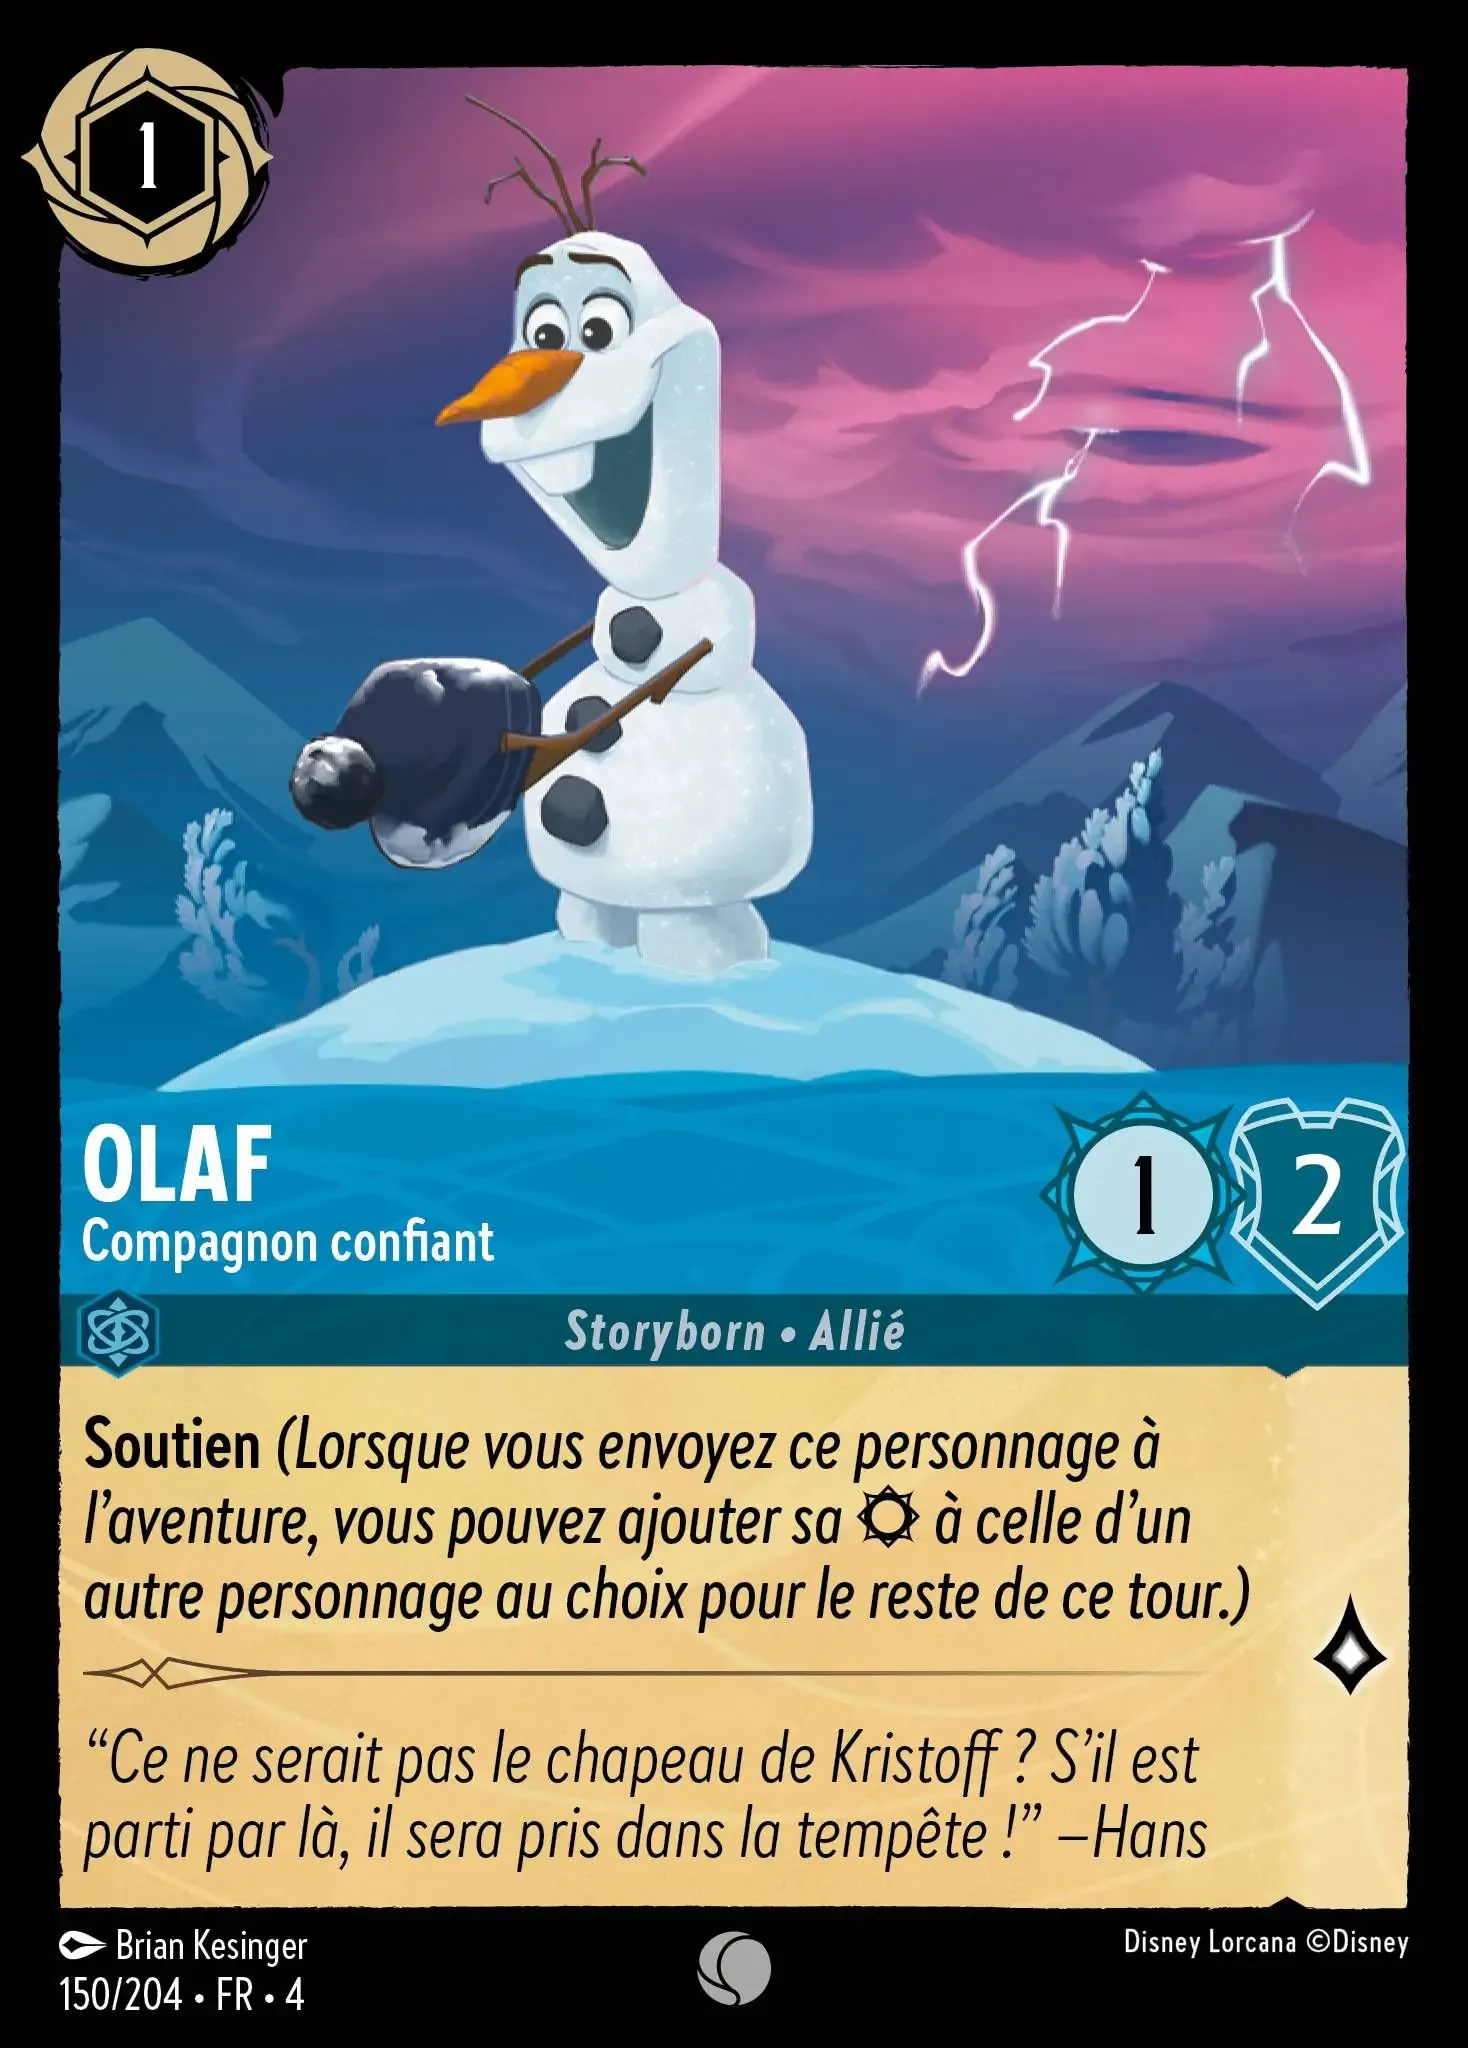 1
OLAF
Compagnon confiant
1
2
Storyborn • Allié
Soutien (Lorsque vous envoyez ce personnage à
l’aventure, vous pouvez ajouter sa à celle d’un
autre personnage au choix pour le reste de ce tour.)
“Ce ne serait pas le chapeau de Kristoff ? S’il est
parti par là, il sera pris dans la tempête !” –Hans
Brian Kesinger
Disney Lorcana ©Disney
150/204 • FR • 4